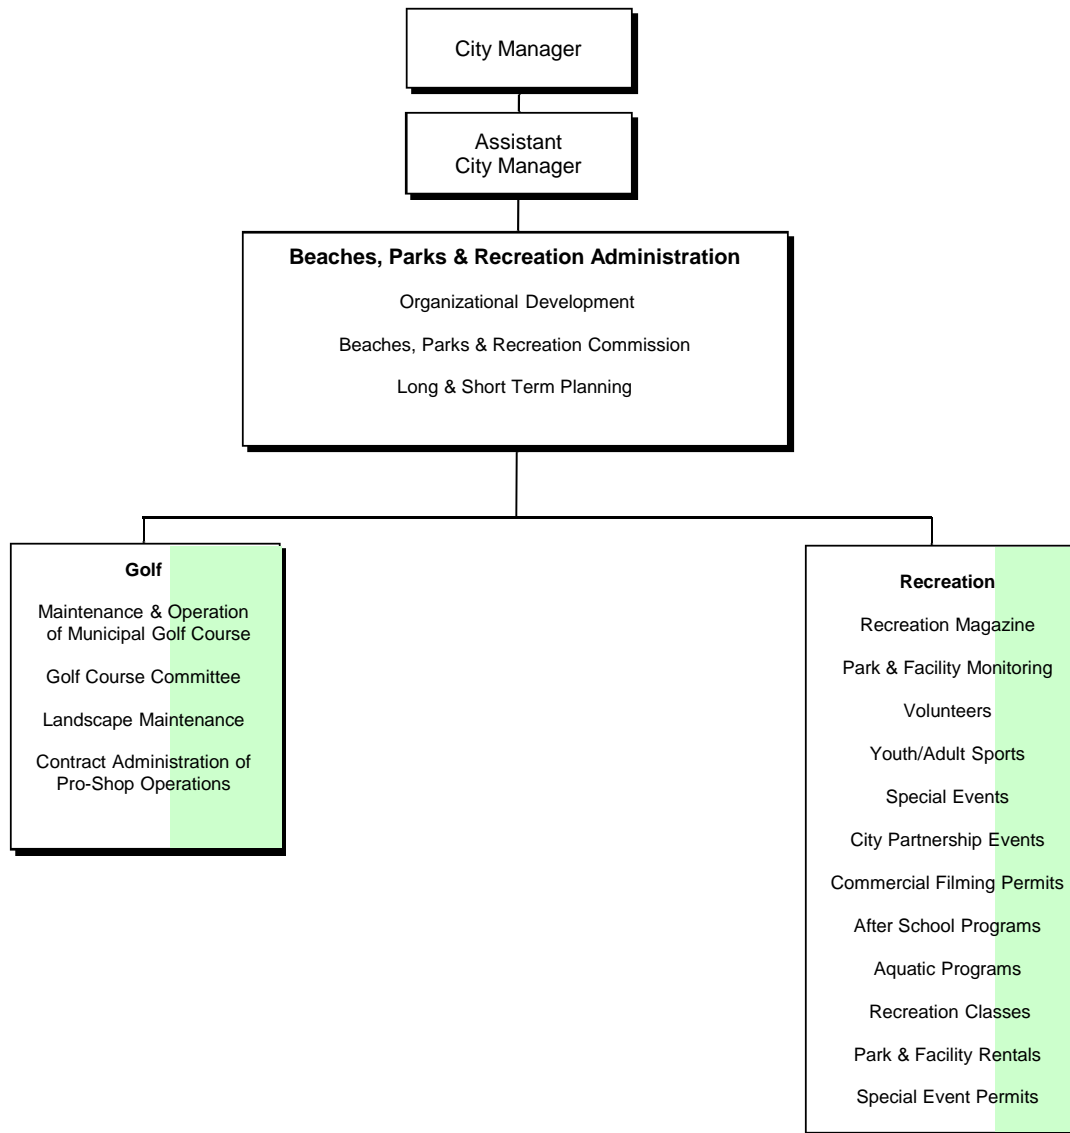 City Manager
Assistant
City Manager
Beaches, Parks & Recreation Administration
Organizational Development
Beaches, Parks & Recreation Commission
Long & Short Term Planning
Golf
Maintenance & Operation
of Municipal Golf Course
Golf Course Committee
Landscape Maintenance
Contract Administration of
Pro-Shop Operations
Recreation
Recreation Magazine
Park & Facility Monitoring
Volunteers
Youth/Adult Sports
Special Events
City Partnership Events
Commercial Filming Permits
After School Programs
Aquatic Programs
Recreation Classes
Park & Facility Rentals
Special Event Permits